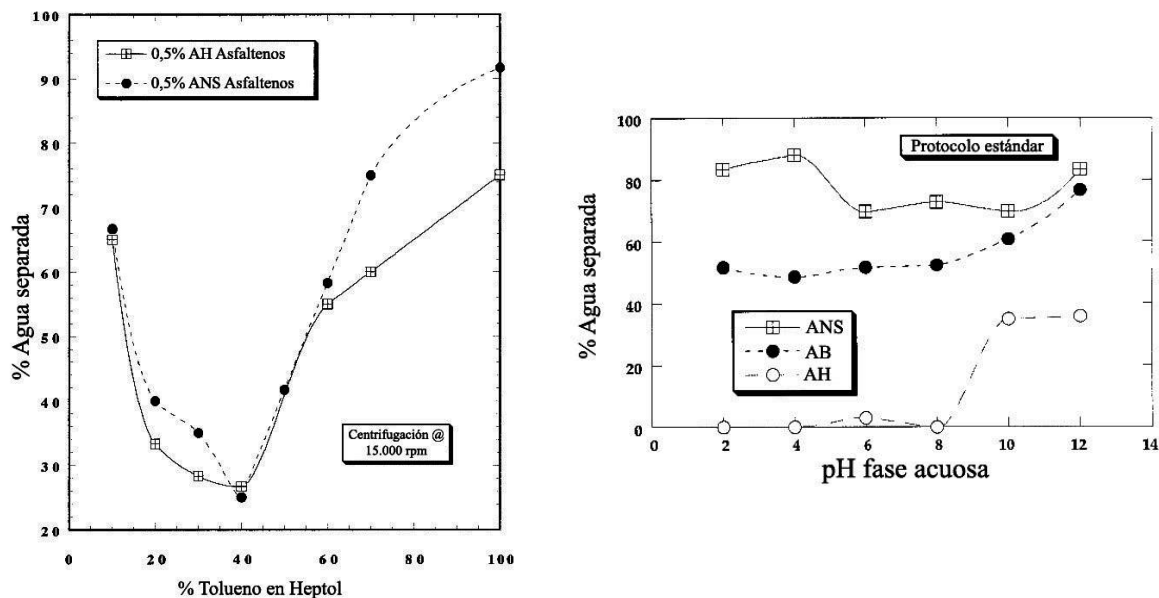 100
90
80
70
60
50
40
30
20
% Agua separada
0,5% AH Asfaltenos
0,5% ANS Asfaltenos
Centrifugación @
15.000 rpm
0 20 40 60 80 100
% Tolueno en Heptol
100
80
60
40
20
0
% Agua separada
Protocolo estándar
ANS
AB
AH
0 2 4 6 8 10 12 14
pH fase acuosa